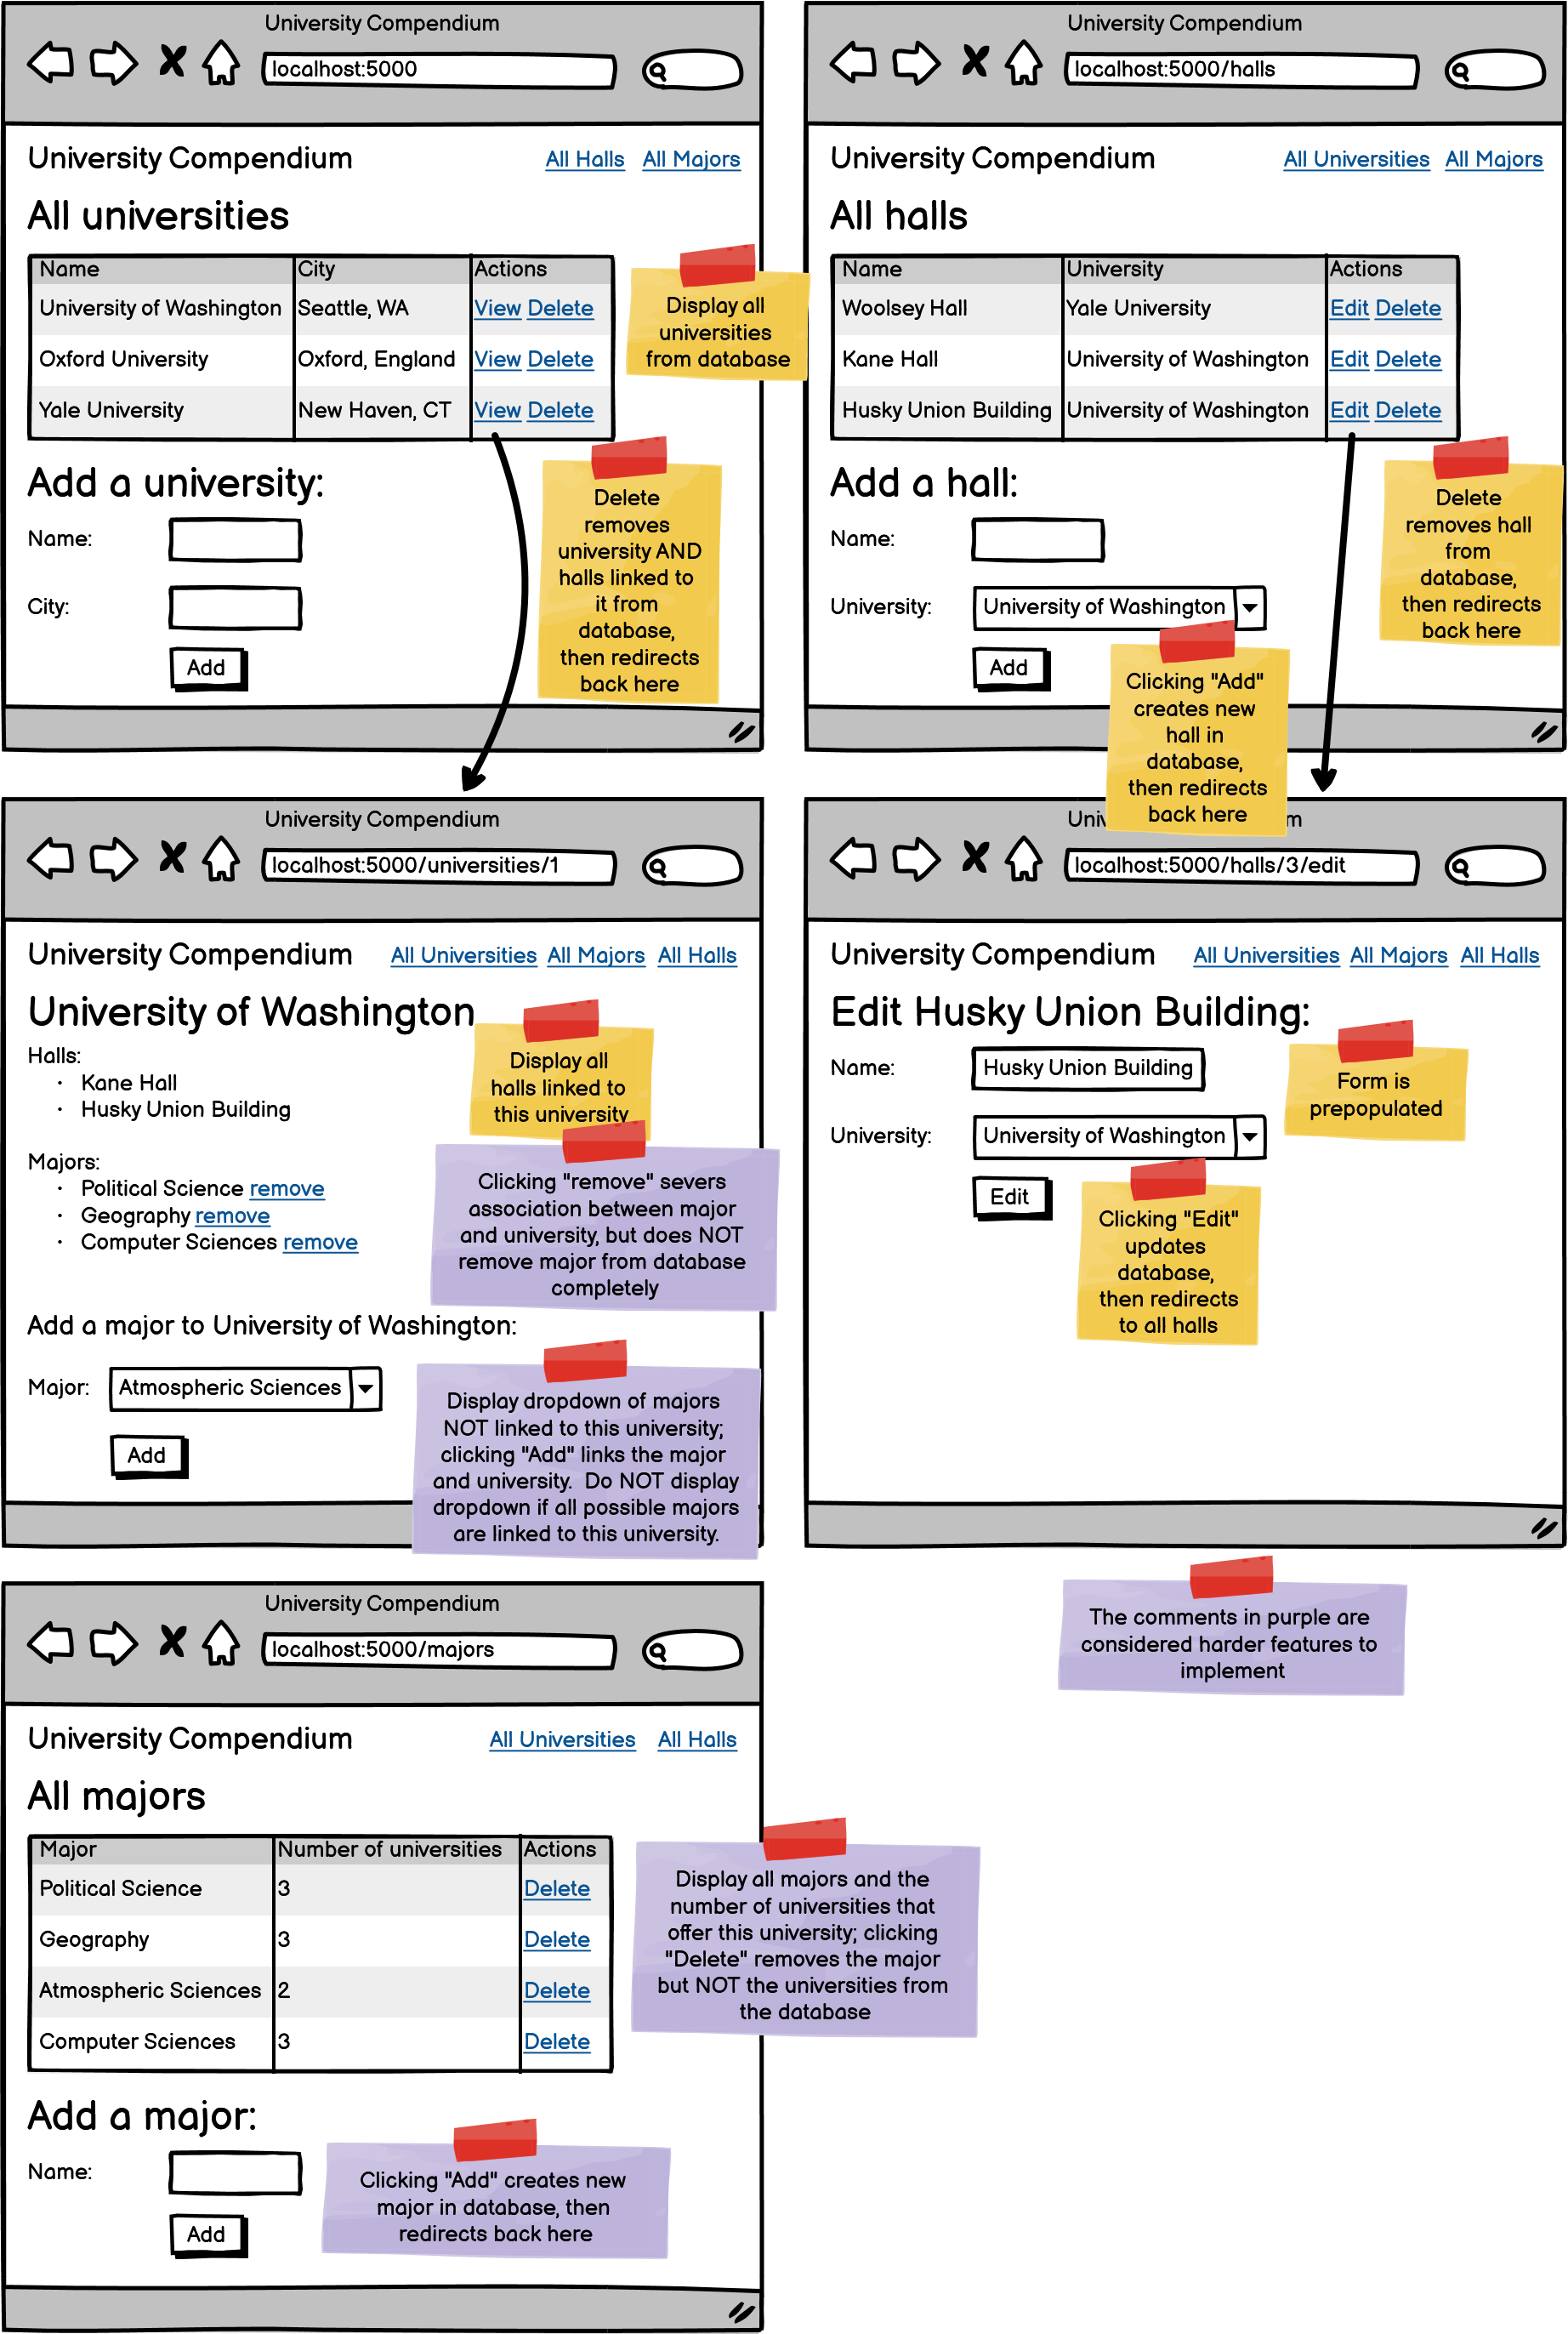 University Compendium
localhost:5000
University Compendium
All Halls All Majors
All universities
Name City Actions
University of Washington Seattle, WA View Delete
Oxford University Oxford, England View Delete
Yale University New Haven, CT View Delete
Display all
universities
from database
Add a university:
Name:
City:
Add
Delete
removes
university AND
halls linked to
it from
database,
then redirects
back here
University Compendium
localhost:5000/halls
University Compendium
All Universities All Majors
All halls
Name University Actions
Woolsey Hall Yale University Edit Delete
Kane Hall University of Washington Edit Delete
Husky Union Building University of Washington Edit Delete
Add a hall:
Name:
University: University of Washington
Add
Delete
removes hall
from
database,
then redirects
back here
Clicking "Add"
creates new
hall in
database,
then redirects
back here
University Compendium
localhost:5000/universities/1
University Compendium
All Universities All Majors All Halls
University of Washington
Halls:
· Kane Hall
· Husky Union Building
Display all
halls linked to
this university
Majors:
· Political Science remove
· Geography remove
· Computer Sciences remove
Clicking "remove" severs
association between major
and university, but does NOT
remove major from database
completely
Add a major to University of Washington:
Major: Atmospheric Sciences
Add
Display dropdown of majors
NOT linked to this university;
clicking "Add" links the major
and university. Do NOT display
dropdown if all possible majors
are linked to this university.
localhost:5000/halls/3/edit
University Compendium
All Universities All Majors All Halls
Edit Husky Union Building:
Name: Husky Union Building
University: University of Washington
Edit
Form is
prepopulated
Clicking "Edit"
updates
database,
then redirects
to all halls
The comments in purple are
considered harder features to
implement
University Compendium
localhost:5000/majors
University Compendium
All Universities All Halls
All majors
Major Number of universities Actions
Political Science 3 Delete
Geography 3 Delete
Atmospheric Sciences 2 Delete
Computer Sciences 3 Delete
Display all majors and the
number of universities that
offer this university; clicking
"Delete" removes the major
but NOT the universities from
the database
Add a major:
Name:
Add
Clicking "Add" creates new
major in database, then
redirects back here